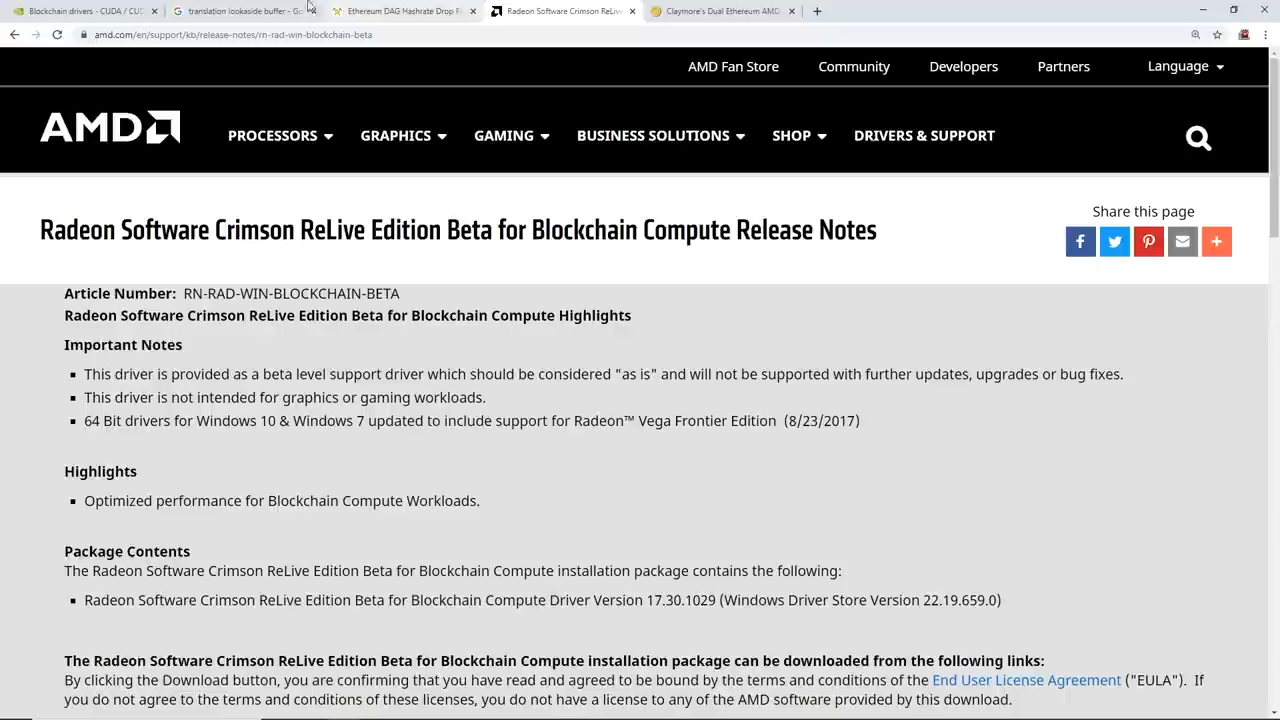 Blockchain drivers - CUDA / CUD
translation lookaside buffer - Go
Ethereum DAG Hashrate Drop F
Radeon Software Crimson ReLive
Claymore's Dual Ethereum AMD
amd.com/en/support/kb/release-notes/rn-rad-win-blockchain-beta
AMD Fan Store Community Developers Partners Language
AMD
PROCESSORS GRAPHICS GAMING BUSINESS SOLUTIONS SHOP DRIVERS & SUPPORT
Radeon Software Crimson ReLive Edition Beta for Blockchain Compute Release Notes
Share this page
Article Number: RN-RAD-WIN-BLOCKCHAIN-BETA
Radeon Software Crimson ReLive Edition Beta for Blockchain Compute Highlights
Important Notes
This driver is provided as a beta level support driver which should be considered "as is" and will not be supported with further updates, upgrades or bug fixes.
This driver is not intended for graphics or gaming workloads.
64 Bit drivers for Windows 10 & Windows 7 updated to include support for Radeon™ Vega Frontier Edition (8/23/2017)
Highlights
Optimized performance for Blockchain Compute Workloads.
Package Contents
The Radeon Software Crimson ReLive Edition Beta for Blockchain Compute installation package contains the following:
Radeon Software Crimson ReLive Edition Beta for Blockchain Compute Driver Version 17.30.1029 (Windows Driver Store Version 22.19.659.0)
The Radeon Software Crimson ReLive Edition Beta for Blockchain Compute installation package can be downloaded from the following links:
By clicking the Download button, you are confirming that you have read and agreed to be bound by the terms and conditions of the End User License Agreement ("EULA"). If
you do not agree to the terms and conditions of these licenses, you do not have a license to any of the AMD software provided by this download.